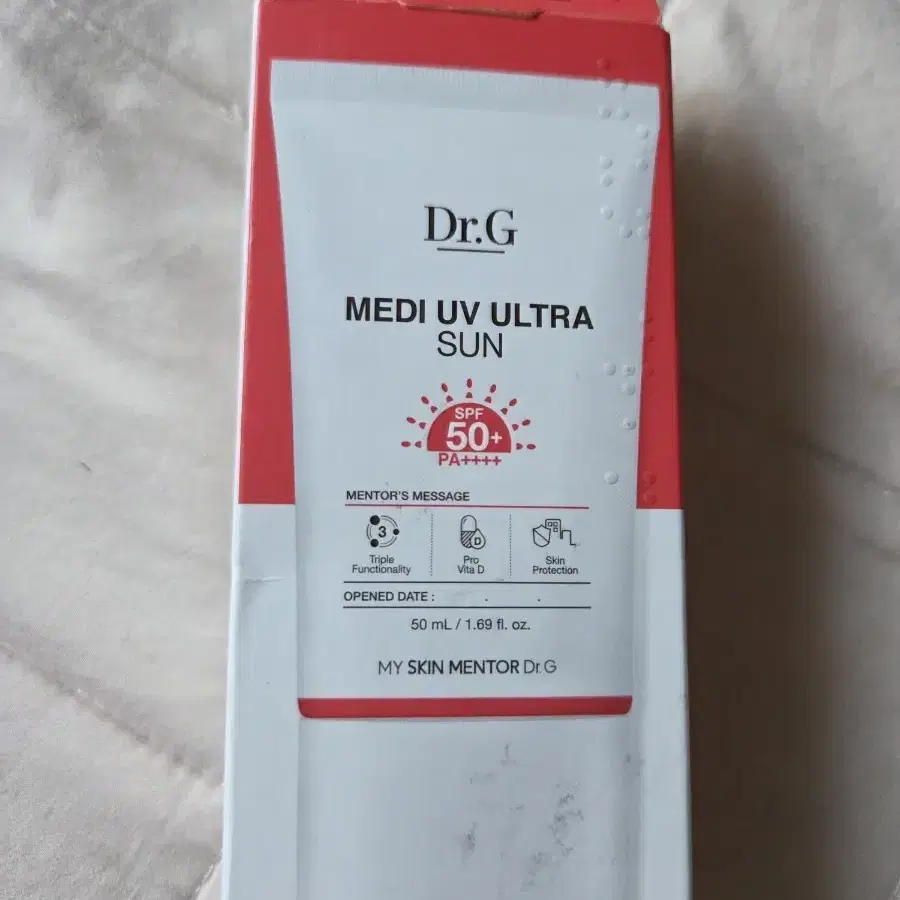 Dr.G
MEDI UV ULTRA
SUN
SPF
50+
PA++++
MENTOR'S MESSAGE
3
Triple
Functionality
D
Pro
Vita D
Skin
Protection
OPENED DATE : . .
50 mL / 1.69 fl. oz.
MY SKIN MENTOR Dr.G